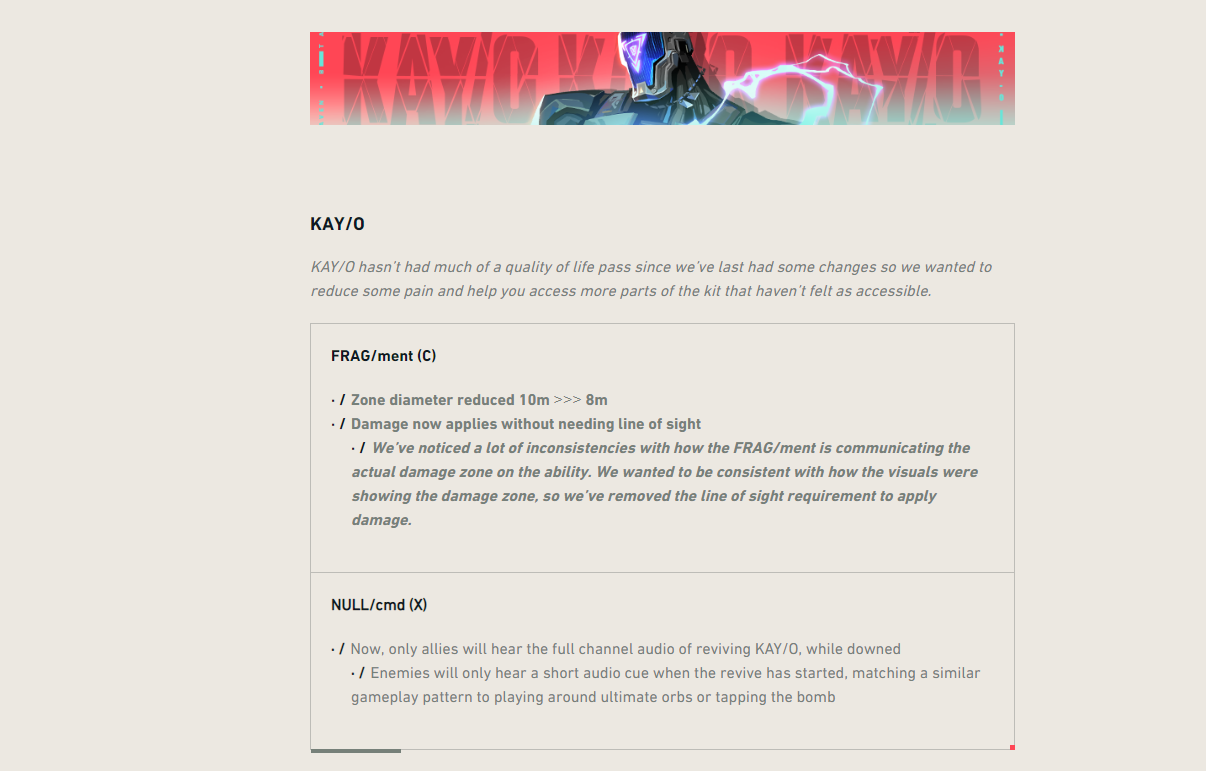 KAY/O KAY/O KAY/O
KAY/O
KAY/O hasn't had much of a quality of life pass since we've last had some changes so we wanted to
reduce some pain and help you access more parts of the kit that haven't felt as accessible.
FRAG/ment (C)
· / Zone diameter reduced 10m >>> 8m
· / Damage now applies without needing line of sight
· / We've noticed a lot of inconsistencies with how the FRAG/ment is communicating the
actual damage zone on the ability. We wanted to be consistent with how the visuals were
showing the damage zone, so we've removed the line of sight requirement to apply
damage.
NULL/cmd (X)
· / Now, only allies will hear the full channel audio of reviving KAY/O, while downed
· / Enemies will only hear a short audio cue when the revive has started, matching a similar
gameplay pattern to playing around ultimate orbs or tapping the bomb